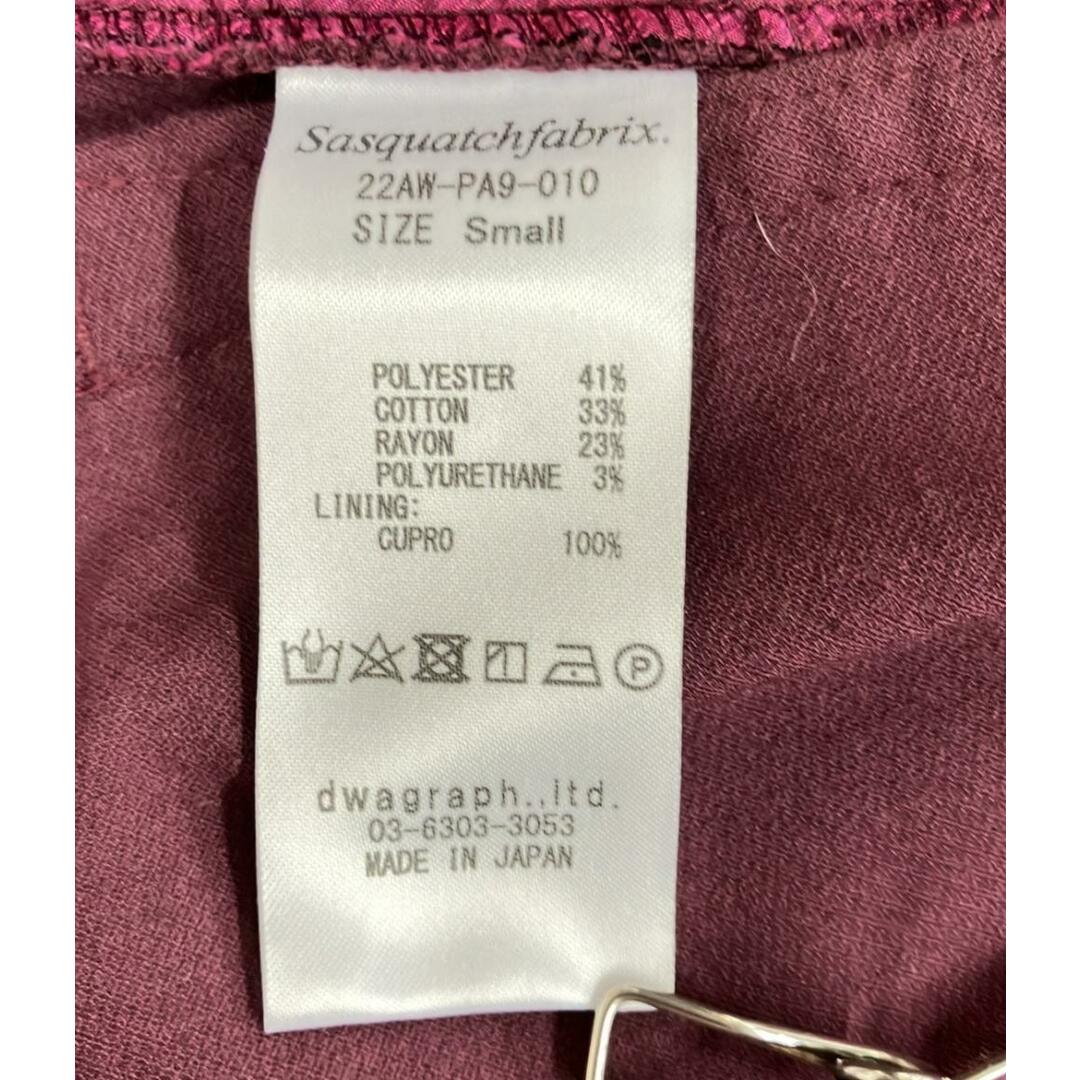 Sasquatchfabrix.
22AW-PA9-010
SIZE Small
POLYESTER 41%
COTTON 33%
RAYON 23%
POLYURETHANE 3%
LINING:
CUPRO 100%
P
dwagraph.,ltd.
03-6303-3053
MADE IN JAPAN